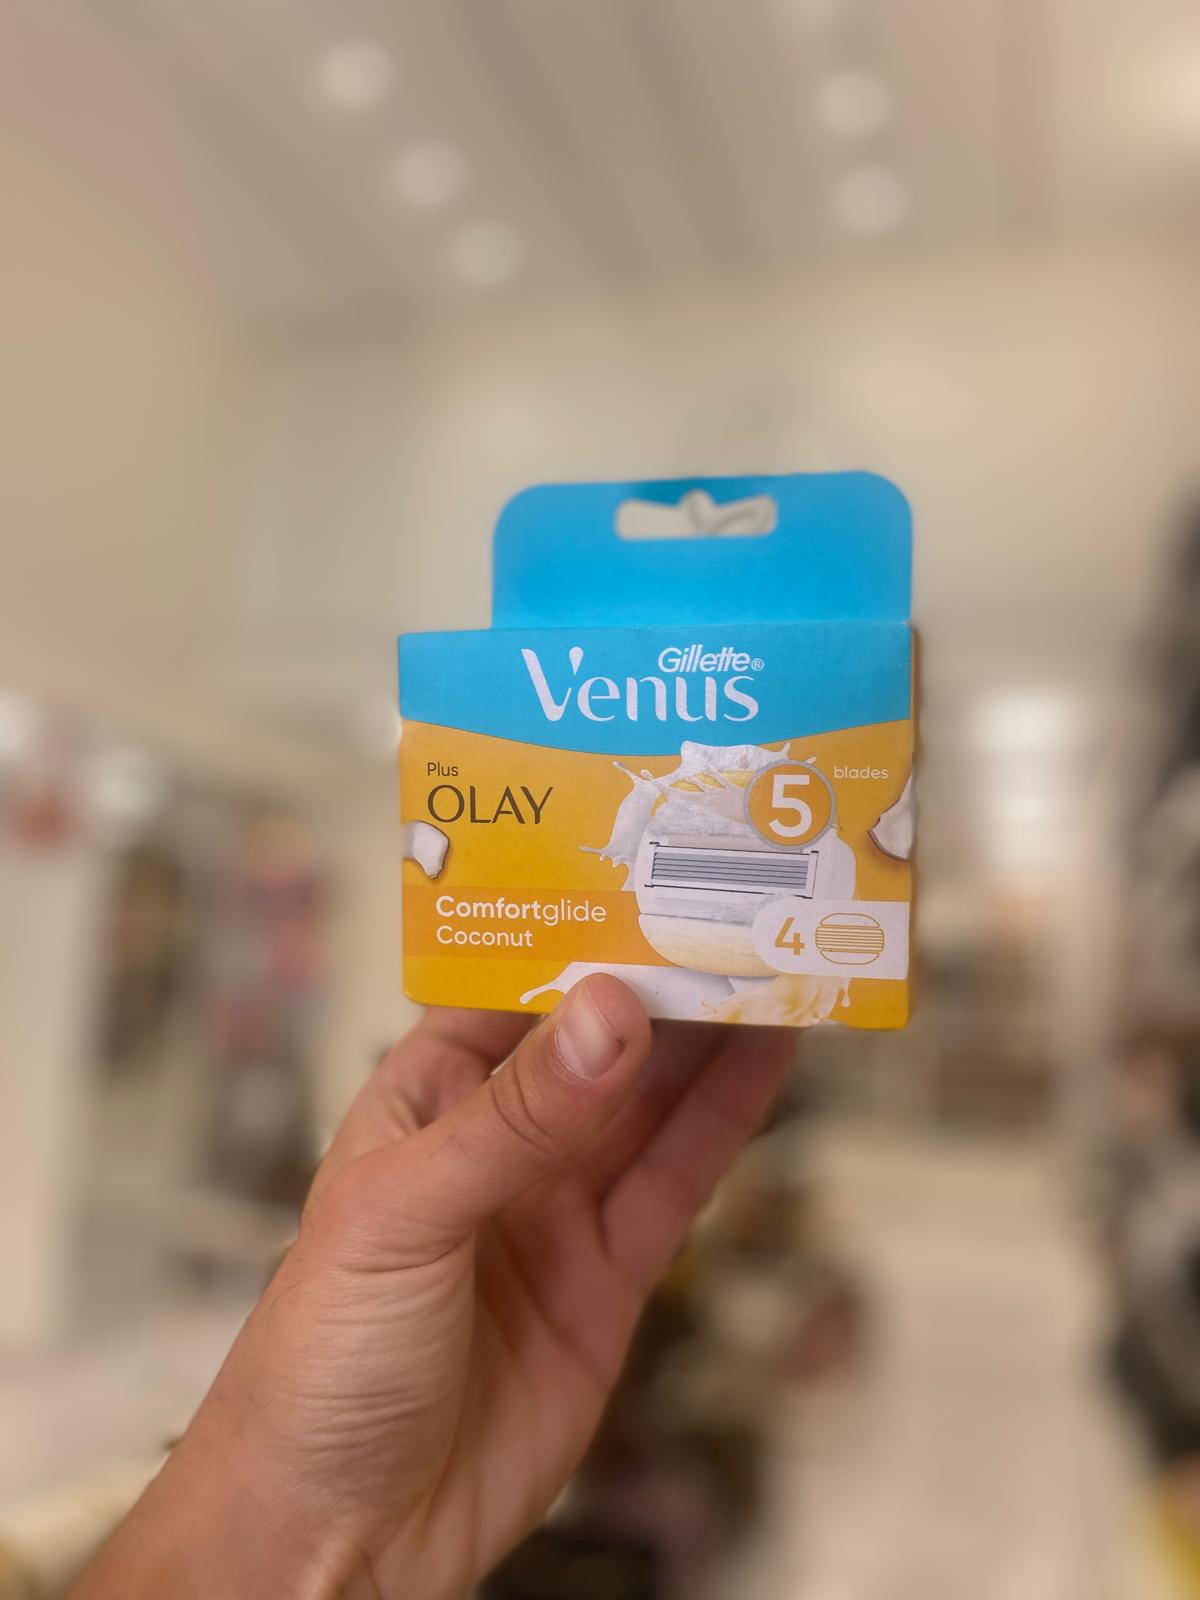 Gillette®
Venus
Plus
OLAY
5 blades
Comfortglide
Coconut
4